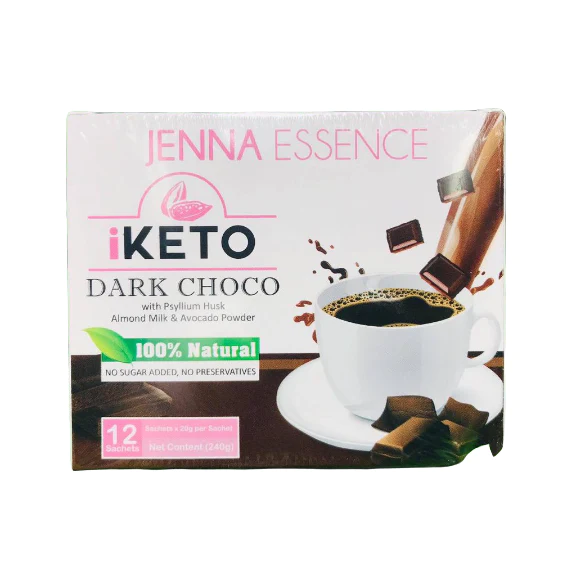 JENNA ESSENCE
iKETO
DARK CHOCO
with Psyllium Husk
Almond Milk & Avocado Powder
100% Natural
NO SUGAR ADDED, NO PRESERVATIVES
12
Sachets
Sachets x 20g per Sachet
Net Content (240g)